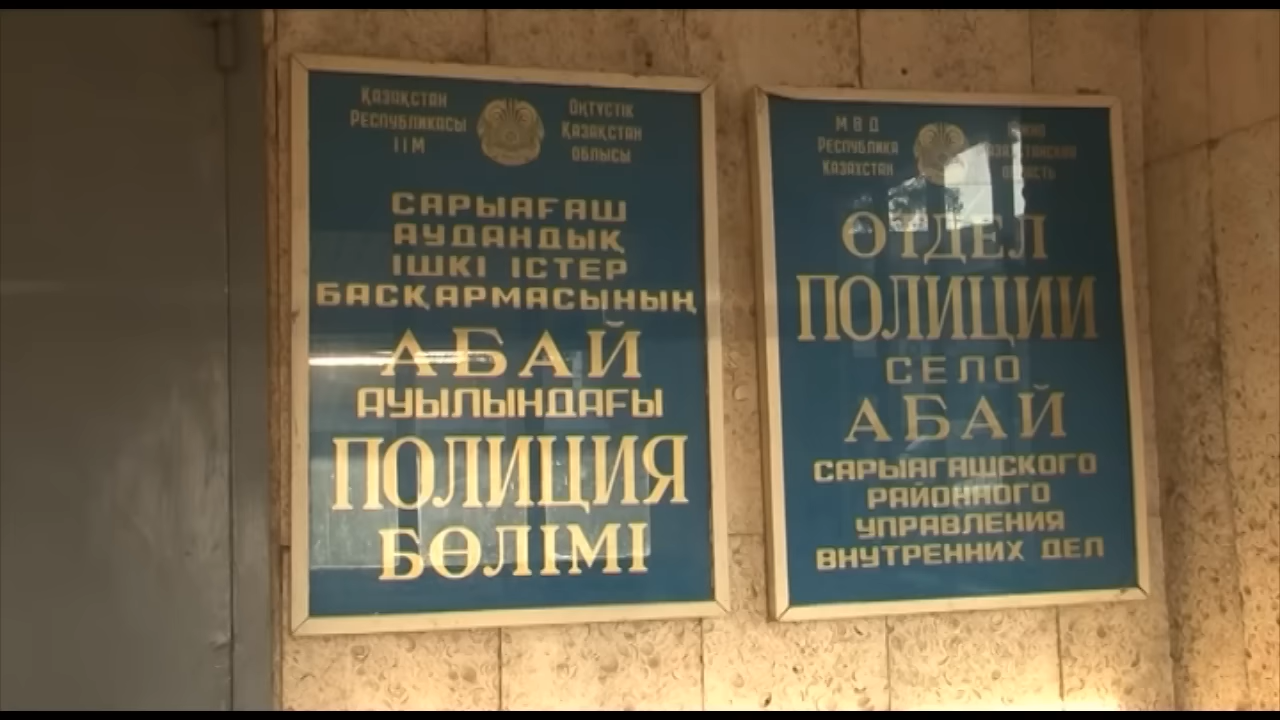 ҚАЗАҚСТАН
РЕСПУБЛИКАСЫ
ІІМ
ОҢТҮСТІК
ҚАЗАҚСТАН
ОБЛЫСЫ
САРЫАҒАШ
АУДАНДЫҚ
ІШКІ ІСТЕР
БАСҚАРМАСЫНЫҢ
АБАЙ
АУЫЛЫНДАҒЫ
ПОЛИЦИЯ
БӨЛІМІ
МВД
РЕСПУБЛИКА
КАЗАХСТАН
КАЗАХСТАНСКАЯ
ОБЛАСТЬ
ОТДЕЛ
ПОЛИЦИИ
СЕЛО
АБАЙ
САРЫАГАШСКОГО
РАЙОННОГО
УПРАВЛЕНИЯ
ВНУТРЕННИХ ДЕЛ